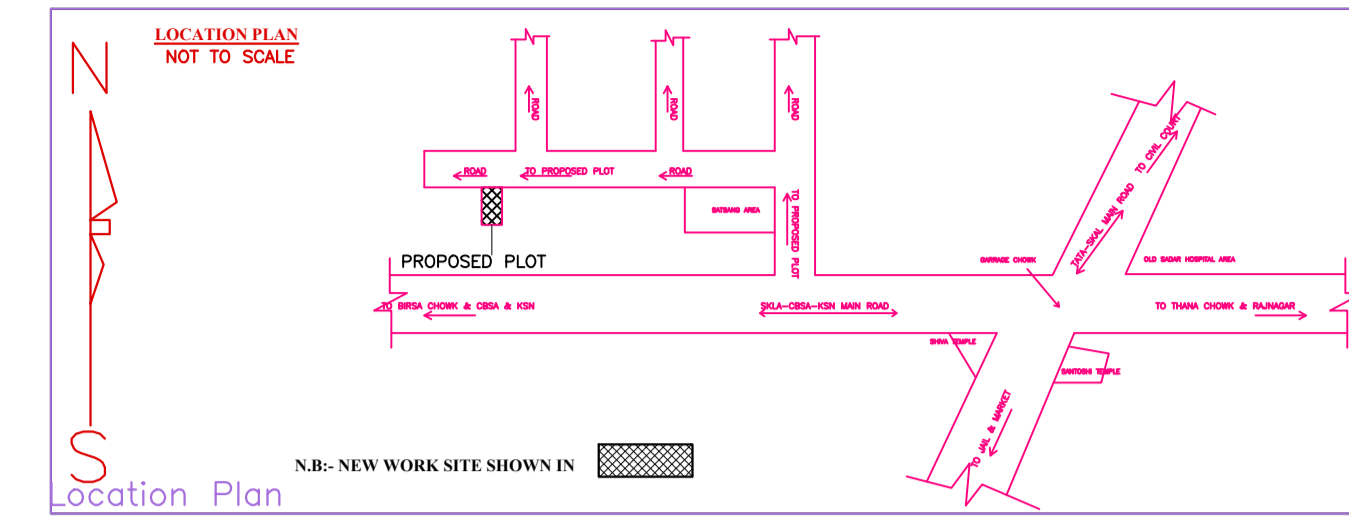 LOCATION PLAN
NOT TO SCALE
N
S
ROAD
ROAD
ROAD
ROAD
TO PROPOSED PLOT
ROAD
SATSANG AREA
TO PROPOSED PLOT
PROPOSED PLOT
TO BIRSA CHOWK & CBSA & KSN
SKLA-CBSA-KSN MAIN ROAD
GARRAGE CHOWK
TATA-SKAL MAIN ROAD
TO CIVIL COURT
OLD SADAR HOSPITAL AREA
TO THANA CHOWK & RAJNAGAR
SHIVA TEMPLE
SANTOSHI TEMPLE
TO JAIL & MARKET
N.B:- NEW WORK SITE SHOWN IN
Location Plan